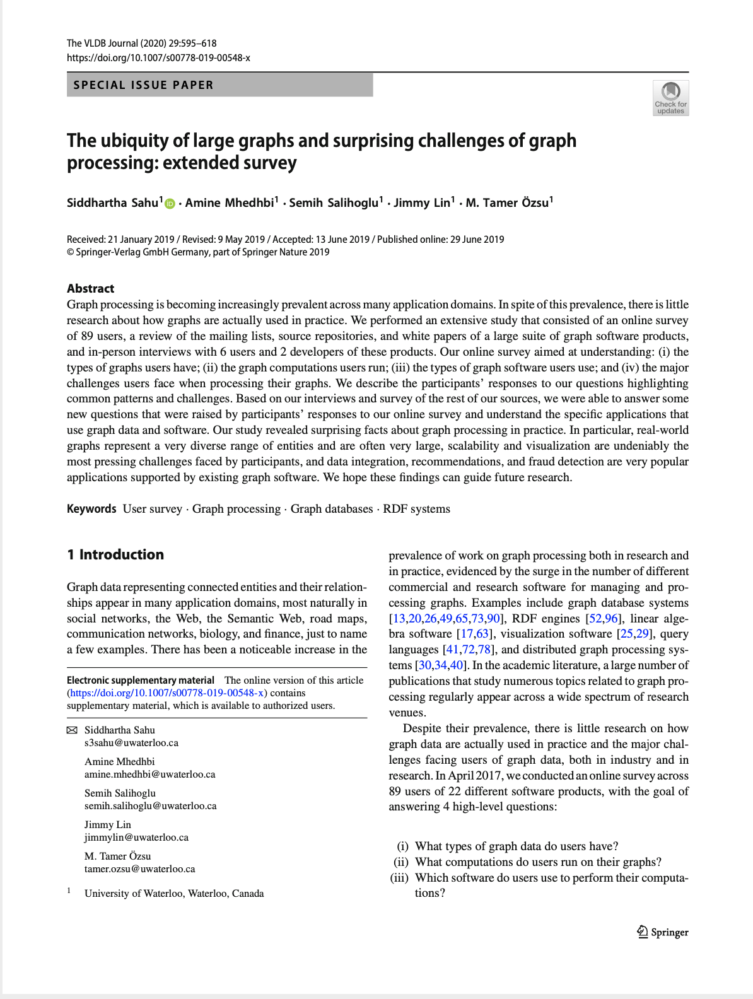 The VLDB Journal (2020) 29:595–618
https://doi.org/10.1007/s00778-019-00548-x
SPECIAL ISSUE PAPER
Check for
updates
The ubiquity of large graphs and surprising challenges of graph
processing: extended survey
Siddhartha Sahu1 iD · Amine Mhedhbi1 · Semih Salihoglu1 · Jimmy Lin1 · M. Tamer Özsu1
Received: 21 January 2019 / Revised: 9 May 2019 / Accepted: 13 June 2019 / Published online: 29 June 2019
© Springer-Verlag GmbH Germany, part of Springer Nature 2019
Abstract
Graph processing is becoming increasingly prevalent across many application domains. In spite of this prevalence, there is little
research about how graphs are actually used in practice. We performed an extensive study that consisted of an online survey
of 89 users, a review of the mailing lists, source repositories, and white papers of a large suite of graph software products,
and in-person interviews with 6 users and 2 developers of these products. Our online survey aimed at understanding: (i) the
types of graphs users have; (ii) the graph computations users run; (iii) the types of graph software users use; and (iv) the major
challenges users face when processing their graphs. We describe the participants’ responses to our questions highlighting
common patterns and challenges. Based on our interviews and survey of the rest of our sources, we were able to answer some
new questions that were raised by participants’ responses to our online survey and understand the specific applications that
use graph data and software. Our study revealed surprising facts about graph processing in practice. In particular, real-world
graphs represent a very diverse range of entities and are often very large, scalability and visualization are undeniably the
most pressing challenges faced by participants, and data integration, recommendations, and fraud detection are very popular
applications supported by existing graph software. We hope these findings can guide future research.
Keywords User survey · Graph processing · Graph databases · RDF systems
1 Introduction
Graph data representing connected entities and their relation-
ships appear in many application domains, most naturally in
social networks, the Web, the Semantic Web, road maps,
communication networks, biology, and finance, just to name
a few examples. There has been a noticeable increase in the
Electronic supplementary material The online version of this article
(https://doi.org/10.1007/s00778-019-00548-x) contains
supplementary material, which is available to authorized users.
Siddhartha Sahu
s3sahu@uwaterloo.ca
Amine Mhedhbi
amine.mhedhbi@uwaterloo.ca
Semih Salihoglu
semih.salihoglu@uwaterloo.ca
Jimmy Lin
jimmylin@uwaterloo.ca
M. Tamer Özsu
tamer.ozsu@uwaterloo.ca
1 University of Waterloo, Waterloo, Canada
prevalence of work on graph processing both in research and
in practice, evidenced by the surge in the number of different
commercial and research software for managing and pro-
cessing graphs. Examples include graph database systems
[13,20,26,49,65,73,90], RDF engines [52,96], linear alge-
bra software [17,63], visualization software [25,29], query
languages [41,72,78], and distributed graph processing sys-
tems [30,34,40]. In the academic literature, a large number of
publications that study numerous topics related to graph pro-
cessing regularly appear across a wide spectrum of research
venues.
Despite their prevalence, there is little research on how
graph data are actually used in practice and the major chal-
lenges facing users of graph data, both in industry and in
research. In April 2017, we conducted an online survey across
89 users of 22 different software products, with the goal of
answering 4 high-level questions:
(i) What types of graph data do users have?
(ii) What computations do users run on their graphs?
(iii) Which software do users use to perform their computa-
tions?
Springer